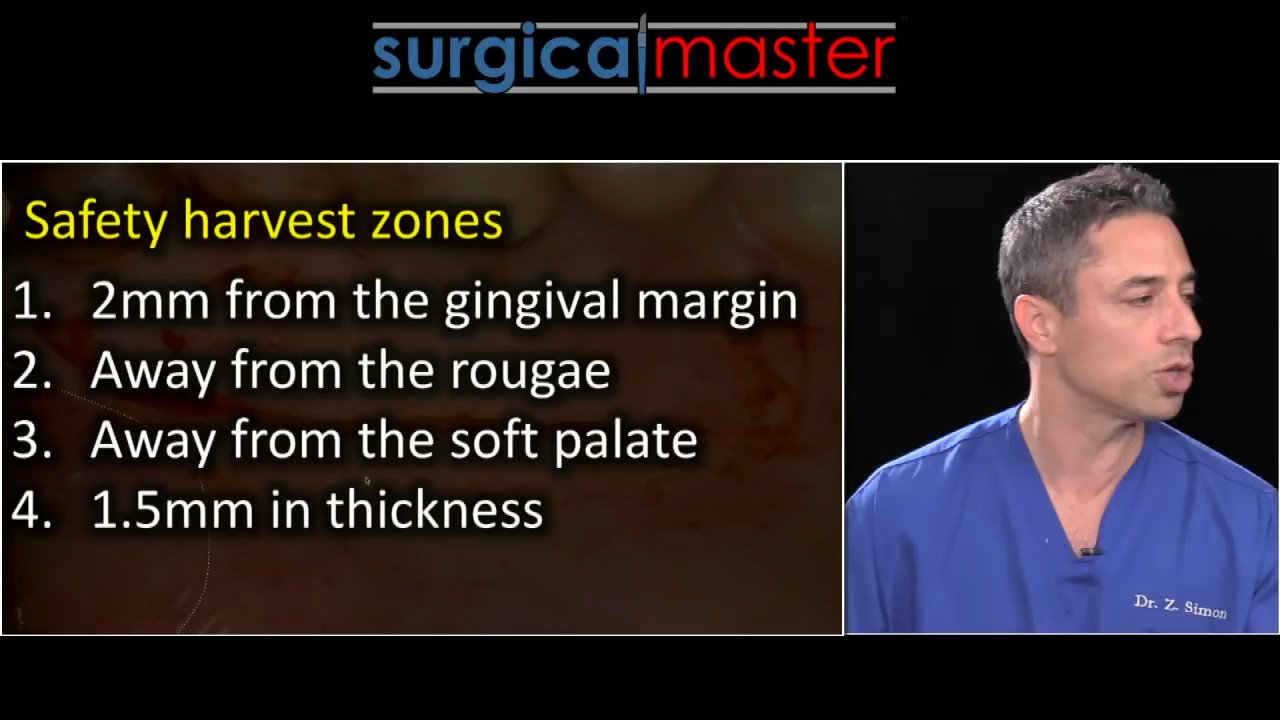 surgicalmaster
Safety harvest zones
1. 2mm from the gingival margin
2. Away from the rougae
3. Away from the soft palate
4. 1.5mm in thickness
Dr. Z. Simon